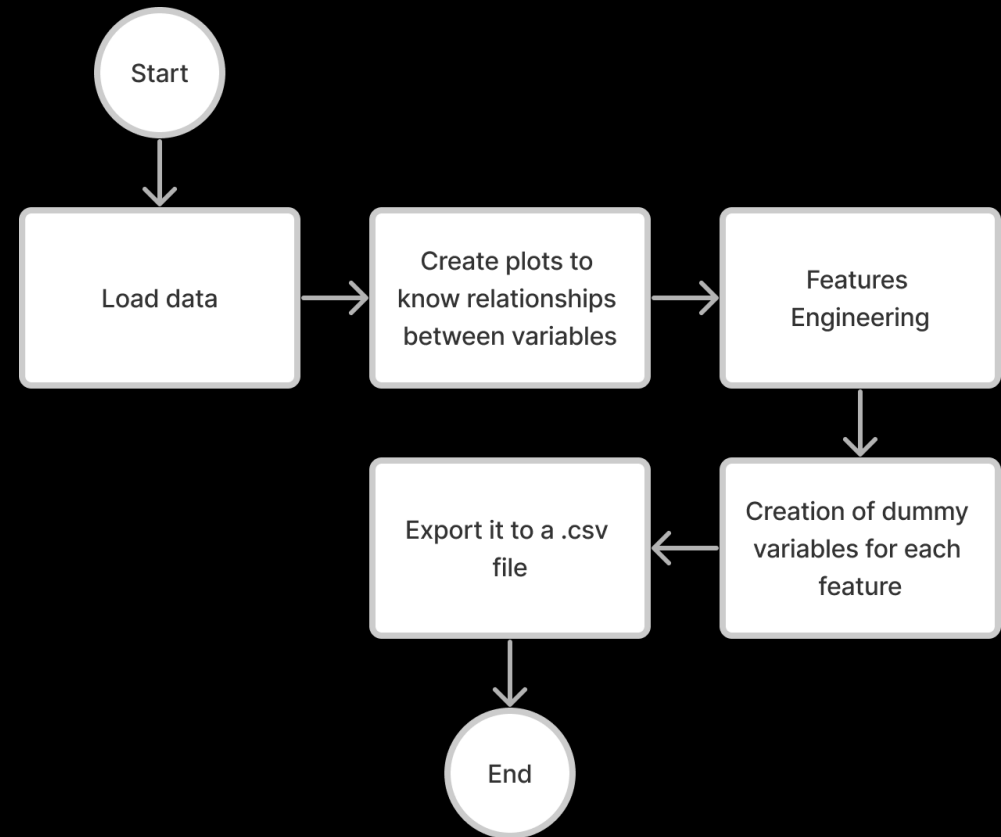 Start
Load data
Create plots to
know relationships
between variables
Features
Engineering
Creation of dummy
variables for each
feature
Export it to a .csv
file
End